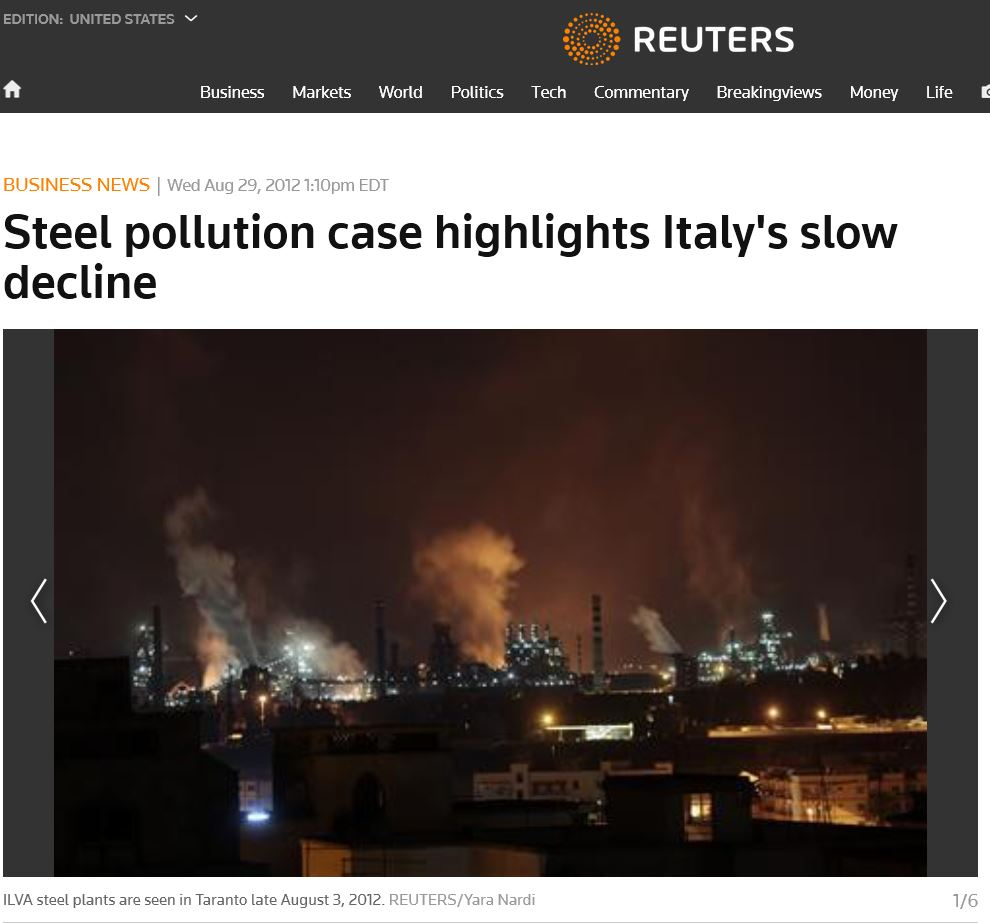 EDITION: UNITED STATES
REUTERS
Business Markets World Politics Tech Commentary Breakingviews Money Life
BUSINESS NEWS | Wed Aug 29, 2012 1:10pm EDT
Steel pollution case highlights Italy's slow
decline
ILVA steel plants are seen in Taranto late August 3, 2012. REUTERS/Yara Nardi 1/6